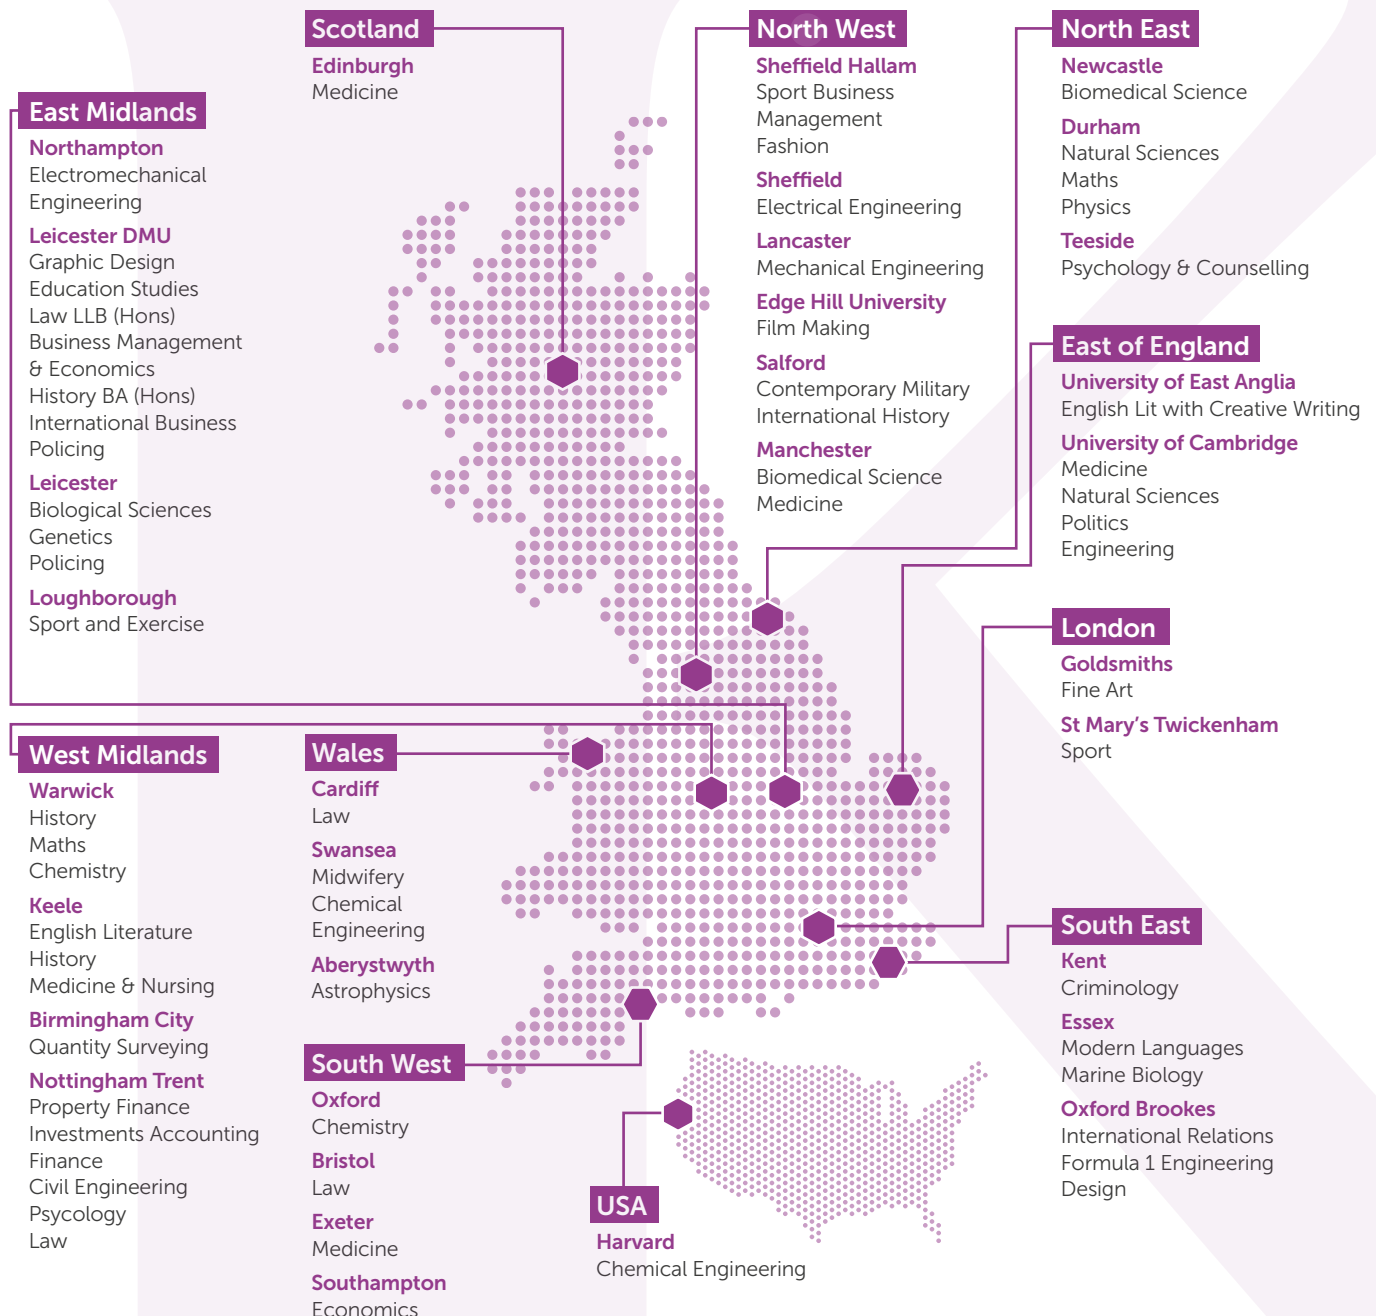 Scotland
Edinburgh
Medicine
North West
Sheffield Hallam
Sport Business
Management
Fashion
Sheffield
Electrical Engineering
Lancaster
Mechanical Engineering
Edge Hill University
Film Making
Salford
Contemporary Military
International History
Manchester
Biomedical Science
Medicine
North East
Newcastle
Biomedical Science
Durham
Natural Sciences
Maths
Physics
Teeside
Psychology & Counselling
East Midlands
Northampton
Electromechanical
Engineering
Leicester DMU
Graphic Design
Education Studies
Law LLB (Hons)
Business Management
& Economics
History BA (Hons)
International Business
Policing
Leicester
Biological Sciences
Genetics
Policing
Loughborough
Sport and Exercise
East of England
University of East Anglia
English Lit with Creative Writing
University of Cambridge
Medicine
Natural Sciences
Politics
Engineering
London
Goldsmiths
Fine Art
St Mary's Twickenham
Sport
West Midlands
Warwick
History
Maths
Chemistry
Keele
English Literature
History
Medicine & Nursing
Birmingham City
Quantity Surveying
Nottingham Trent
Property Finance
Investments Accounting
Finance
Civil Engineering
Psycology
Law
Wales
Cardiff
Law
Swansea
Midwifery
Chemical
Engineering
Aberystwyth
Astrophysics
South West
Oxford
Chemistry
Bristol
Law
Exeter
Medicine
Southampton
Economics
USA
Harvard
Chemical Engineering
South East
Kent
Criminology
Essex
Modern Languages
Marine Biology
Oxford Brookes
International Relations
Formula 1 Engineering
Design